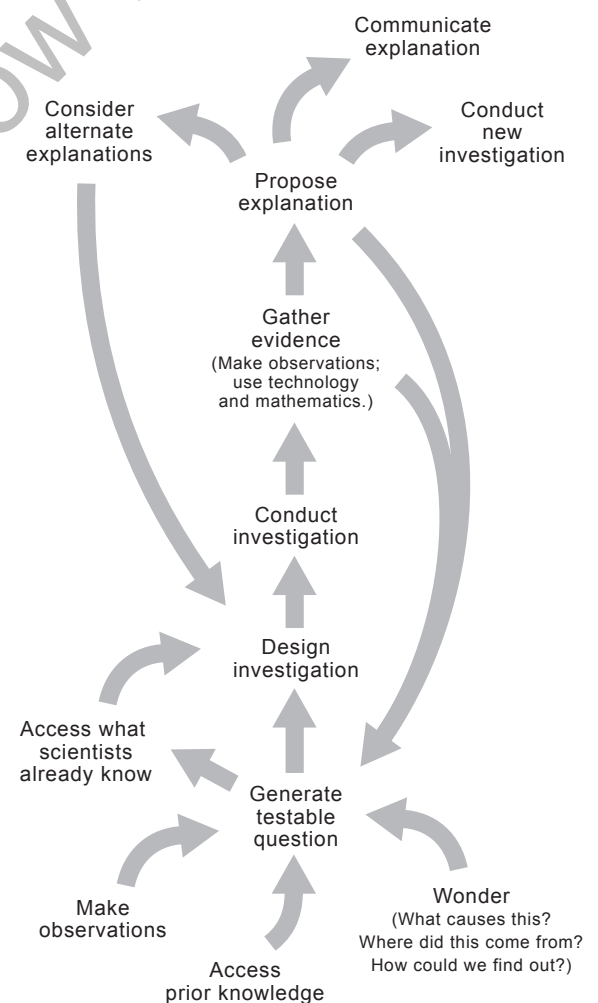 Communicate
explanation
Consider
alternate
explanations
Conduct
new
investigation
Propose
explanation
Gather
evidence
(Make observations;
use technology
and mathematics.)
Conduct
investigation
Design
investigation
Access what
scientists
already know
Generate
testable
question
Make
observations
Wonder
(What causes this?
Where did this come from?
How could we find out?)
Access
prior knowledge